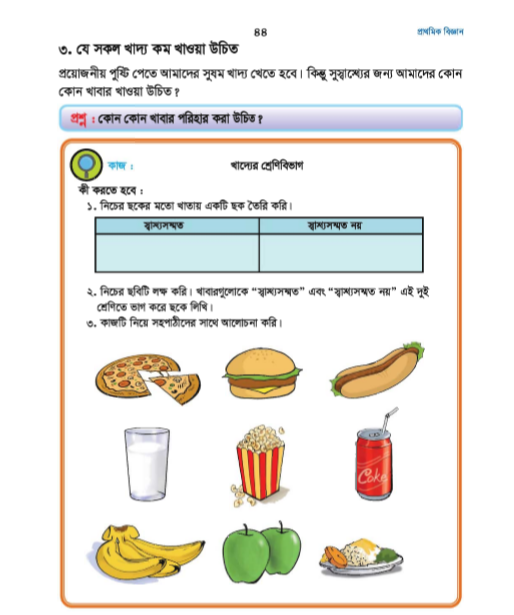 ৪৪
প্রাথমিক বিজ্ঞান
৩. যে সকল খাদ্য কম খাওয়া উচিত
প্রয়োজনীয় পুষ্টি পেতে আমাদের সুষম খাদ্য খেতে হবে। কিন্তু সুস্বাস্থ্যের জন্য আমাদের কোন
কোন খাবার খাওয়া উচিত?
প্রশ্ন : কোন কোন খাবার পরিহার করা উচিত?
কাজ :
খাদ্যের শ্রেণিবিভাগ
কী করতে হবে :
১. নিচের ছকের মতো খাতায় একটি ছক তৈরি করি।
স্বাস্থ্যসম্মত
স্বাস্থ্যসম্মত নয়
২. নিচের ছবিটি লক্ষ করি। খাবারগুলোকে “স্বাস্থ্যসম্মত” এবং “স্বাস্থ্যসম্মত নয়” এই দুই
শ্রেণিতে ভাগ করে ছকে লিখি।
৩. কাজটি নিয়ে সহপাঠীদের সাথে আলোচনা করি।
Coke